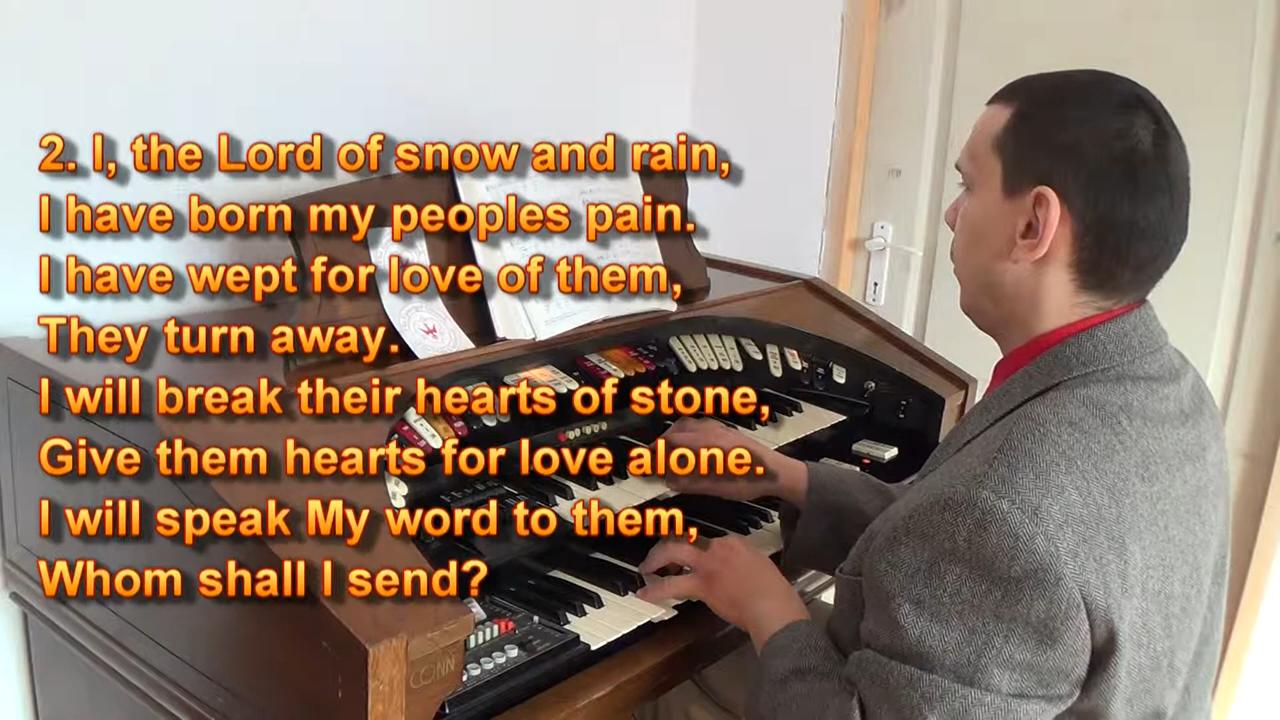 2. I, the Lord of snow and rain,
I have born my peoples pain.
I have wept for love of them,
They turn away.
I will break their hearts of stone,
Give them hearts for love alone.
I will speak My word to them,
Whom shall I send?
CONN